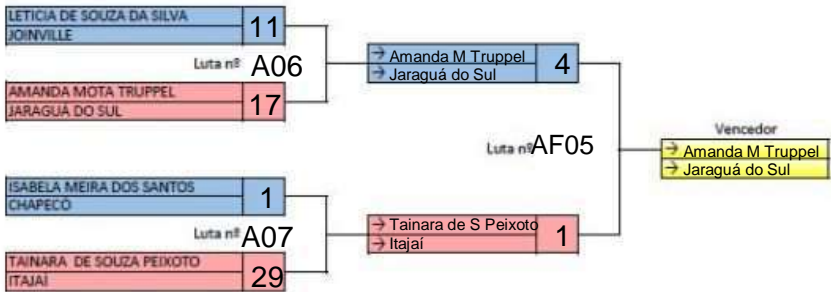 LETICIA DE SOUZA DA SILVA 11
JOINVILLE
Luta nº A06
AMANDA MOTA TRUPPEL 17
JARAGUÁ DO SUL
→ Amanda M Truppel 4
→ Jaraguá do Sul
Luta nº AF05
Vencedor
→ Amanda M Truppel
→ Jaraguá do Sul
ISABELA MEIRA DOS SANTOS 1
CHAPECÓ
Luta nº A07
TAINARA DE SOUZA PEIXOTO 29
ITAJAÍ
→ Tainara de S Peixoto 1
→ Itajaí